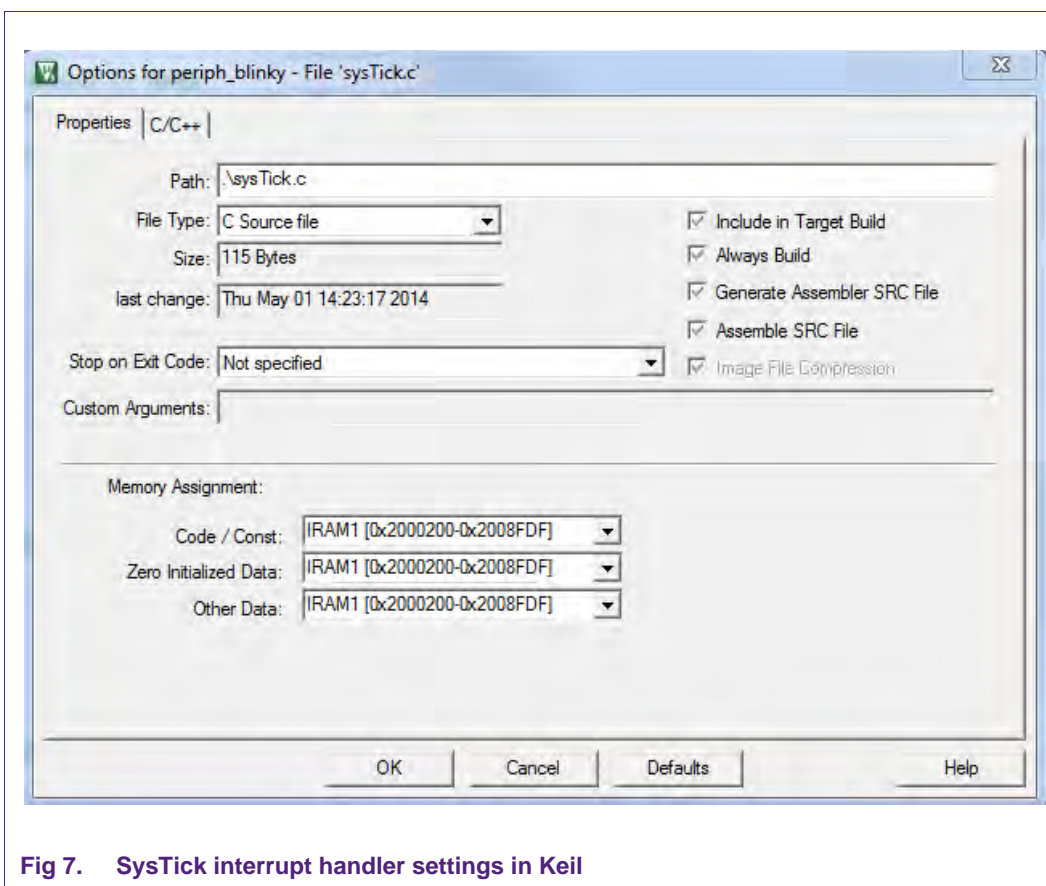 Options for periph_blinky - File 'sysTick.c'
Properties C/C++
Path: .\sysTick.c
File Type: C Source file
Include in Target Build
Size: 115 Bytes
Always Build
last change: Thu May 01 14:23:17 2014
Generate Assembler SRC File
Assemble SRC File
Stop on Exit Code: Not specified
Image File Compression
Custom Arguments:
Memory Assignment:
Code / Const: IRAM1 [0x2000200-0x2008FDF]
Zero Initialized Data: IRAM1 [0x2000200-0x2008FDF]
Other Data: IRAM1 [0x2000200-0x2008FDF]
OK Cancel Defaults Help
Fig 7. SysTick interrupt handler settings in Keil